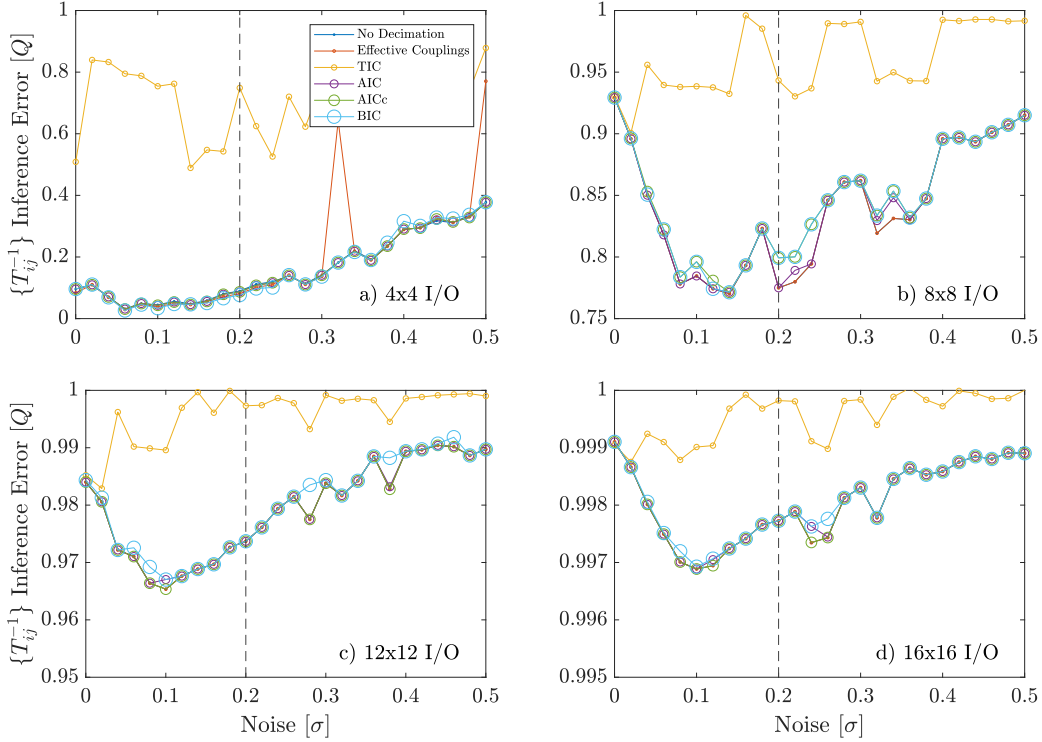 1
0.8
0.6
0.4
0.2
0
{T_{ij}^{-1}} Inference Error [Q]
No Decimation
Effective Couplings
TIC
AIC
AICc
BIC
a) 4x4 I/O
0 0.1 0.2 0.3 0.4 0.5
1
0.95
0.9
0.85
0.8
0.75
b) 8x8 I/O
0 0.1 0.2 0.3 0.4 0.5
1
0.99
0.98
0.97
0.96
0.95
{T_{ij}^{-1}} Inference Error [Q]
c) 12x12 I/O
0 0.1 0.2 0.3 0.4 0.5
Noise [σ]
1
0.999
0.998
0.997
0.996
0.995
d) 16x16 I/O
0 0.1 0.2 0.3 0.4 0.5
Noise [σ]